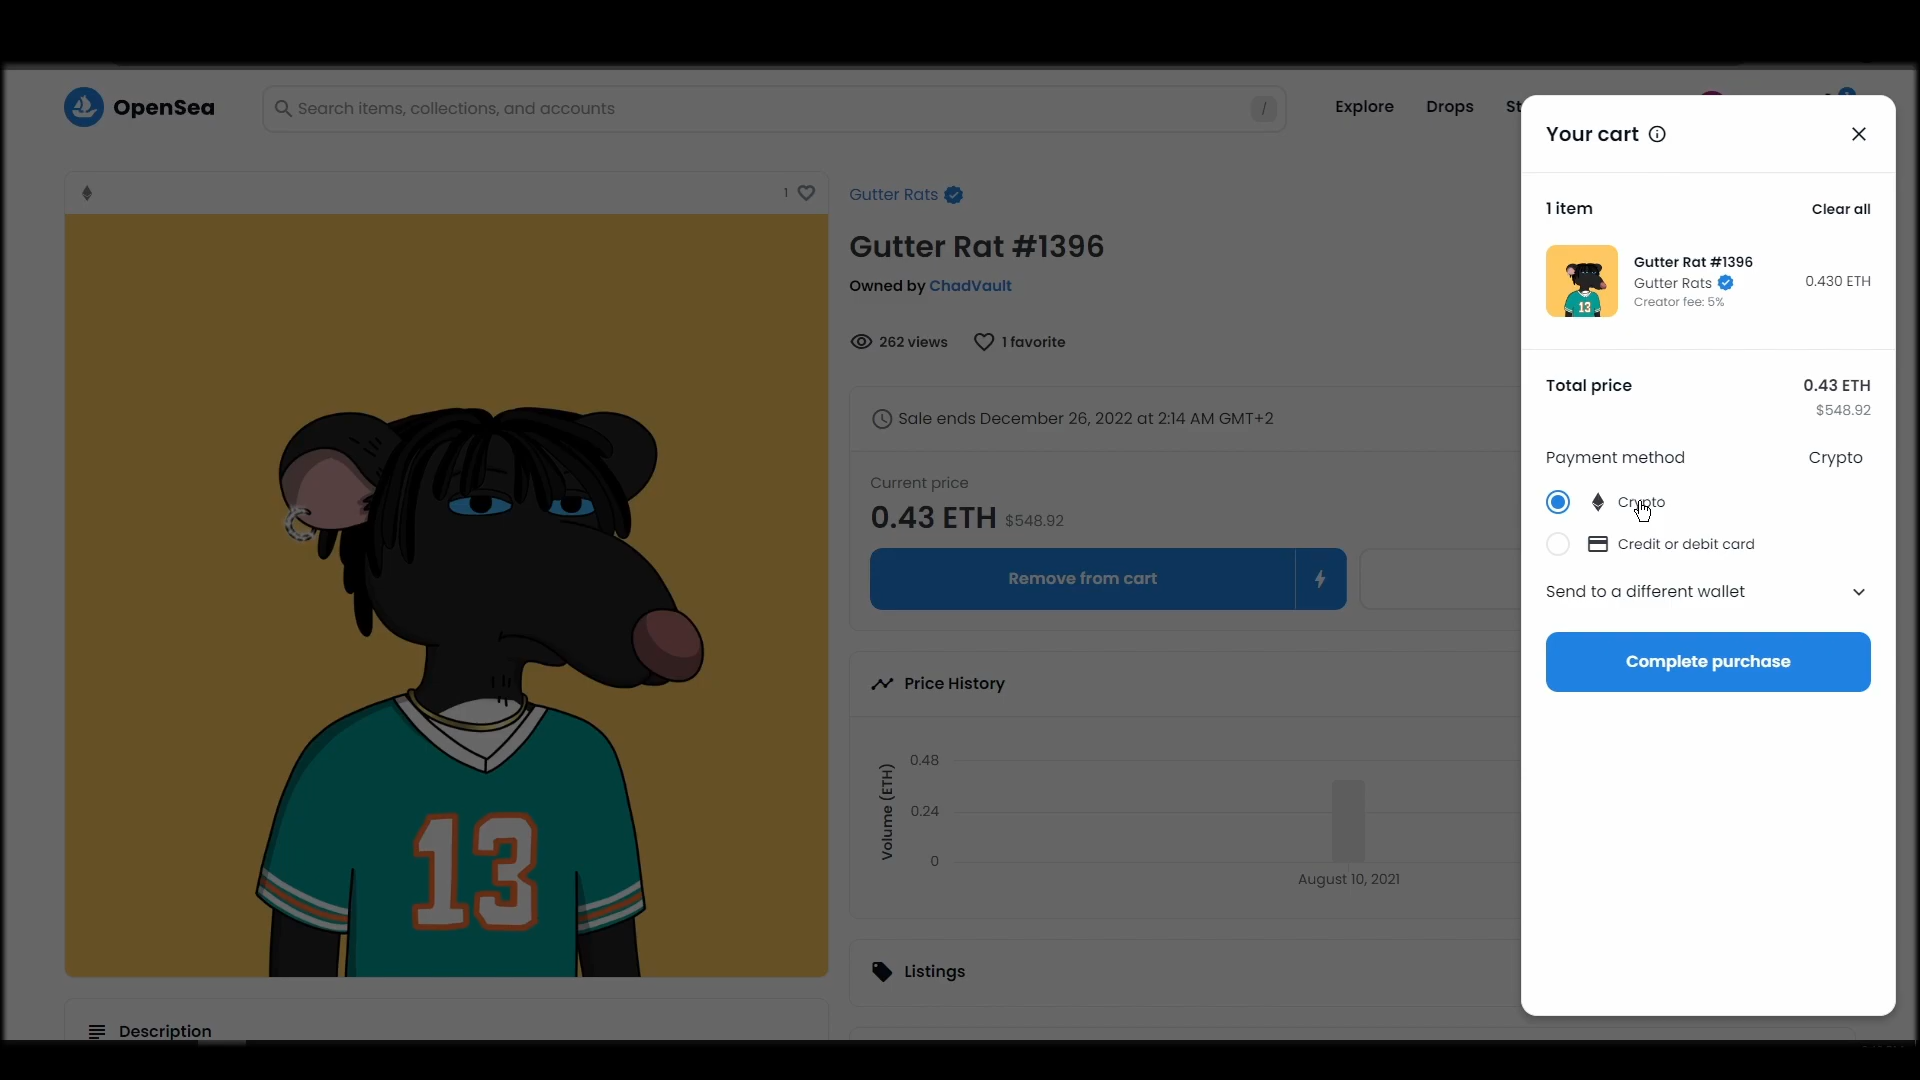 OpenSea
Search items, collections, and accounts
/
Explore
Drops
St
1
Gutter Rats
Gutter Rat #1396
Owned by ChadVault
262 views
1 favorite
Sale ends December 26, 2022 at 2:14 AM GMT+2
Current price
0.43 ETH $548.92
Remove from cart
Price History
Volume (ETH)
0.48
0.24
0
August 10, 2021
Listings
13
Description
Your cart
1 item
Clear all
Gutter Rat #1396
Gutter Rats
Creator fee: 5%
0.430 ETH
13
Total price
0.43 ETH
$548.92
Payment method
Crypto
Crypto
Credit or debit card
Send to a different wallet
Complete purchase